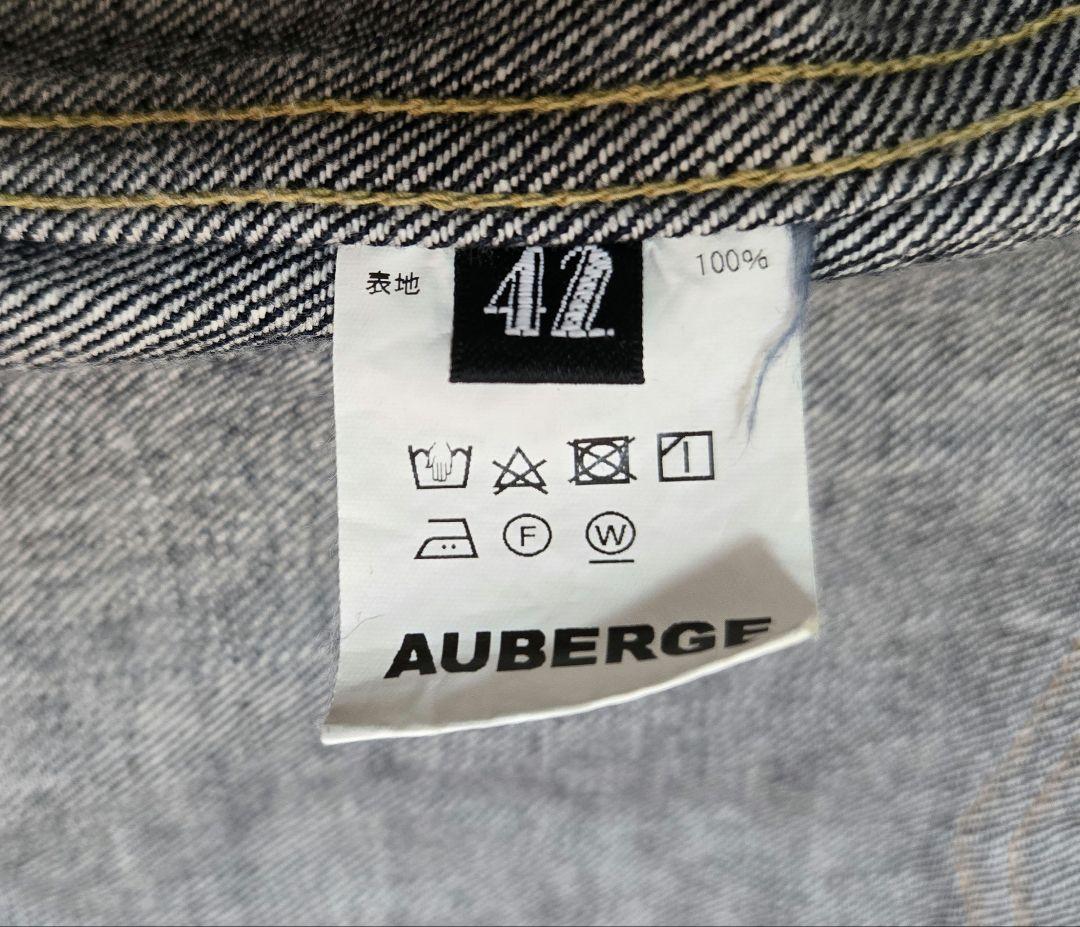 表地 42 100%
F W
AUBERGE